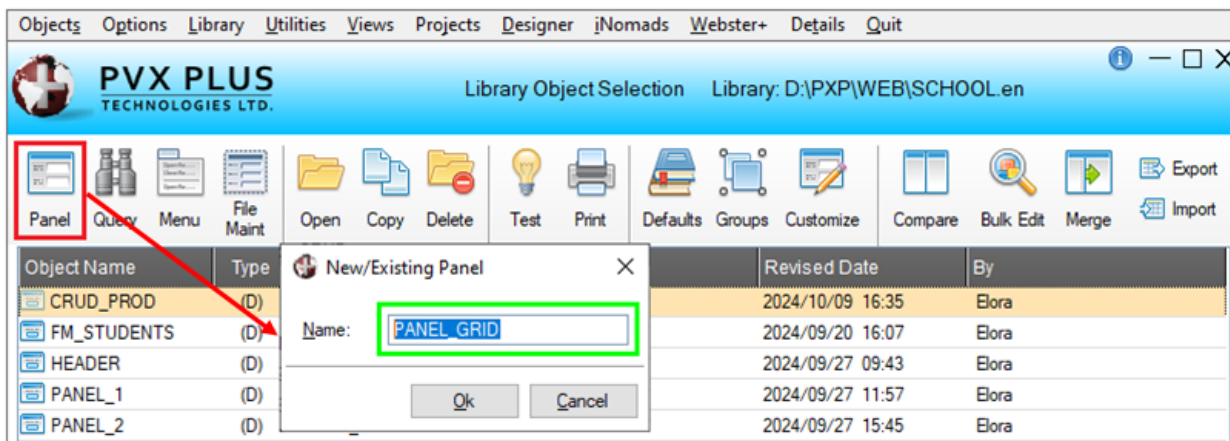 Objects Options Library Utilities Views Projects Designer iNomads Webster+ Details Quit
PVX PLUS
TECHNOLOGIES LTD.
Library Object Selection Library: D:\PXP\WEB\SCHOOL.en
Panel Query Menu File Maint Open Copy Delete Test Print Defaults Groups Customize Compare Bulk Edit Merge Export
Import
Object Name Type Revised Date By
New/Existing Panel
CRUD_PROD (D) 2024/10/09 16:35 Elora
Name: PANEL_GRID
FM_STUDENTS (D) 2024/09/20 16:07 Elora
HEADER (D) 2024/09/27 09:43 Elora
PANEL_1 (D) 2024/09/27 11:57 Elora
Ok Cancel
PANEL_2 (D) 2024/09/27 15:45 Elora